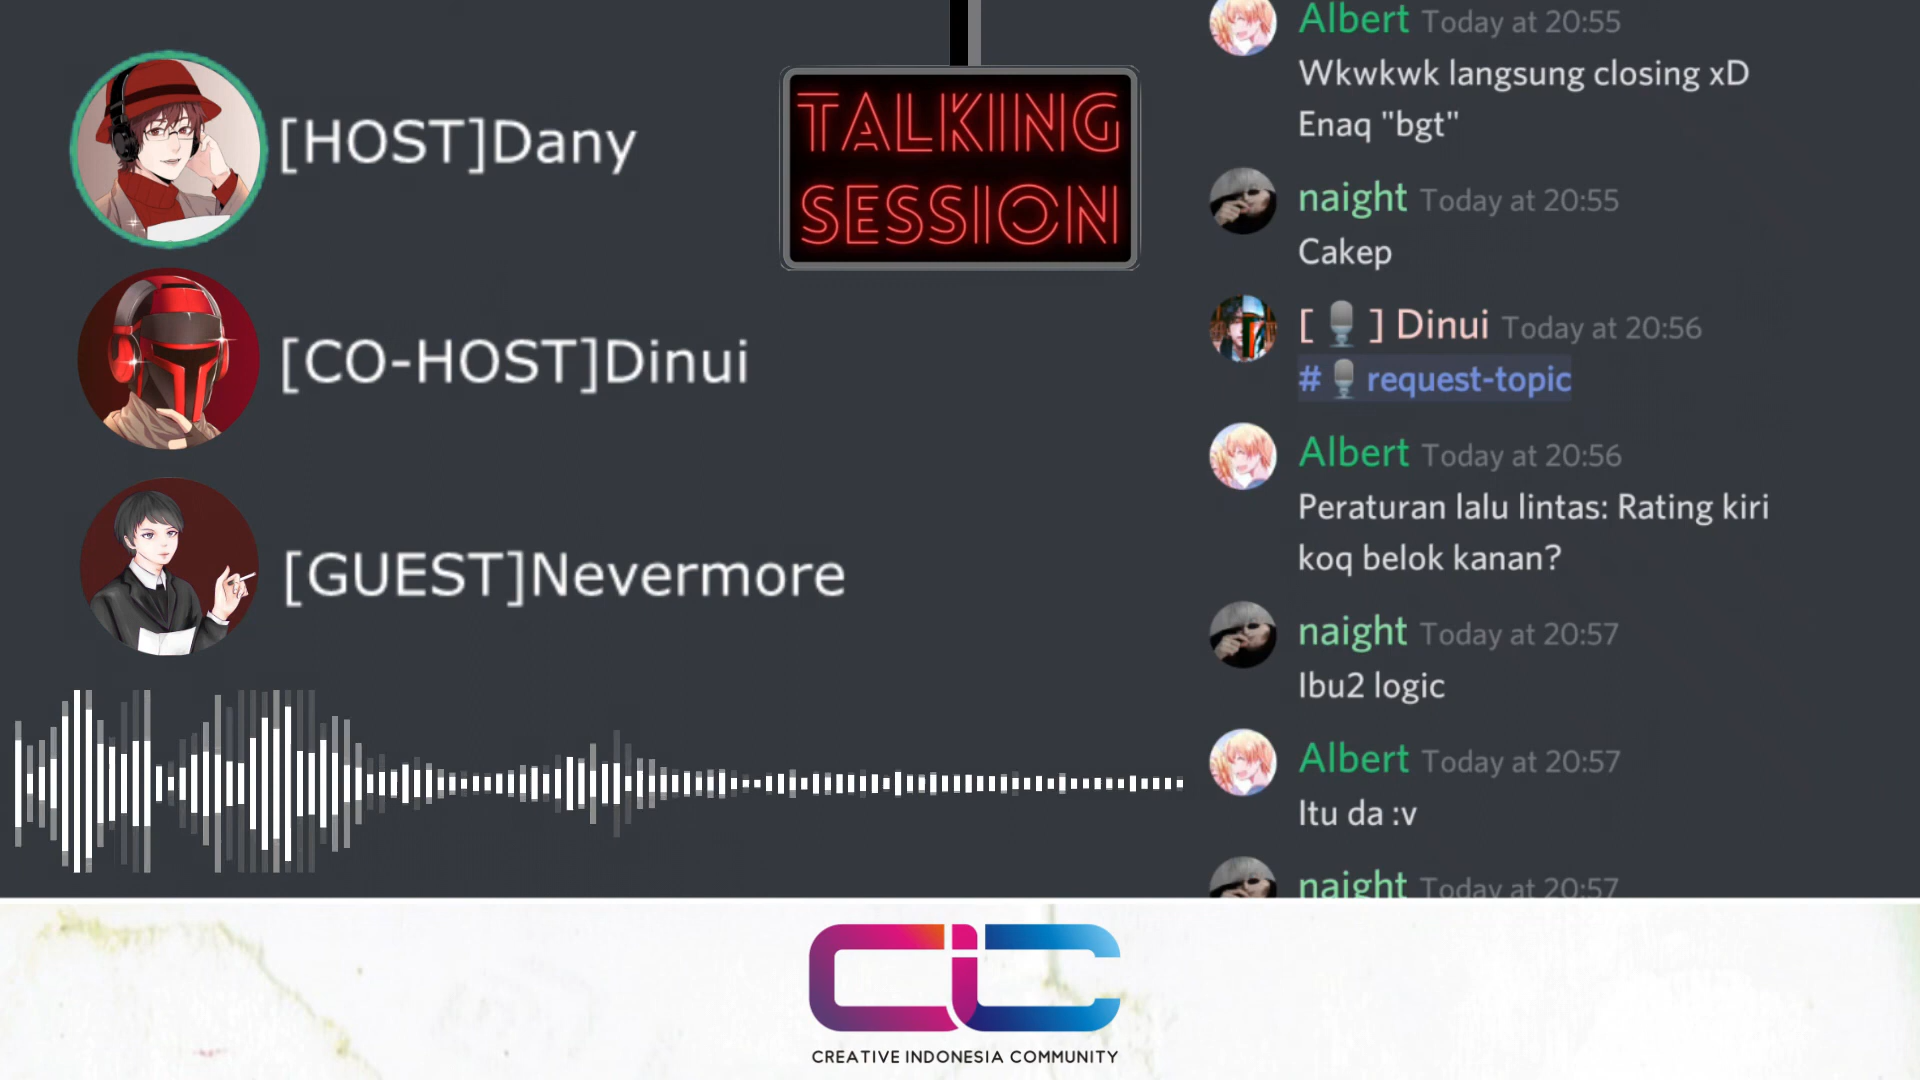 [HOST]Dany
[CO-HOST]Dinui
[GUEST]Nevermore
TALKING
SESSION
Albert Today at 20:55
Wkwkwk langsung closing xD
Enaq "bgt"
naight Today at 20:55
Cakep
[🎙️] Dinui Today at 20:56
#🎙️request-topic
Albert Today at 20:56
Peraturan lalu lintas: Rating kiri
koq belok kanan?
naight Today at 20:57
Ibu2 logic
Albert Today at 20:57
Itu da :v
naight Today at 20:57
CiC
CREATIVE INDONESIA COMMUNITY